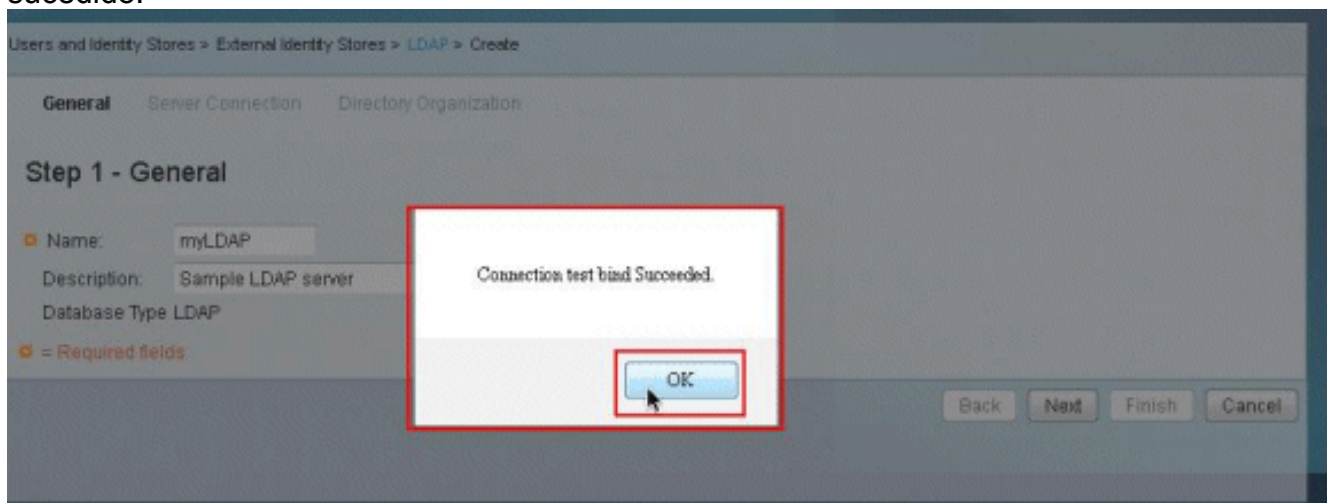 sucedido.
Users and Identity Stores > External Identity Stores > LDAP > Create
General Server Connection Directory Organization
Step 1 - General
Name: myLDAP
Description: Sample LDAP server
Database Type LDAP
= Required fields
Connection test bind Succeeded.
OK
Back Next Finish Cancel